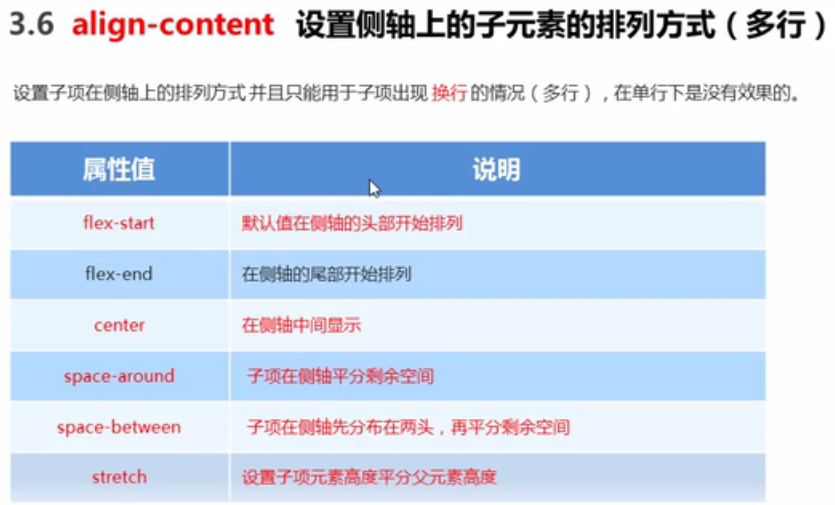 3.6 align-content 设置侧轴上的子元素的排列方式（多行）
设置子项在侧轴上的排列方式 并且只能用于子项出现 换行 的情况（多行），在单行下是没有效果的。
属性值 说明
flex-start 默认值在侧轴的头部开始排列
flex-end 在侧轴的尾部开始排列
center 在侧轴中间显示
space-around 子项在侧轴平分剩余空间
space-between 子项在侧轴先分布在两头，再平分剩余空间
stretch 设置子项元素高度平分父元素高度